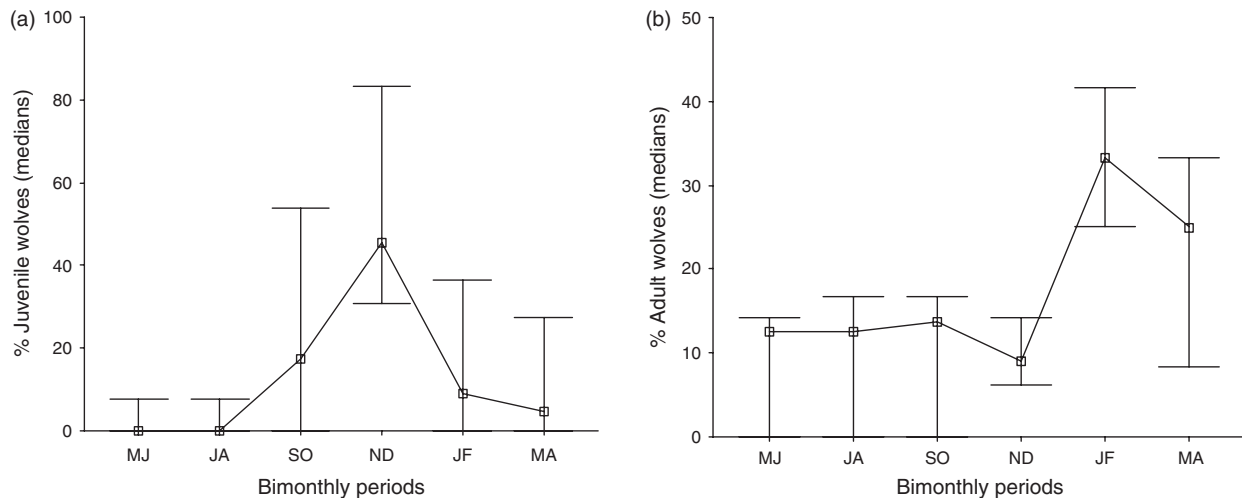 (a)
100
80
60
40
20
0
% Juvenile wolves (medians)
MJ JA SO ND JF MA
Bimonthly periods
(b)
50
40
30
20
10
0
% Adult wolves (medians)
MJ JA SO ND JF MA
Bimonthly periods